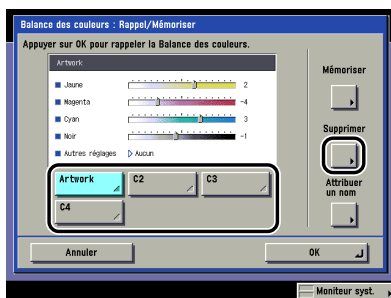 Balance des couleurs : Rappel/Mémoriser
Appuyer sur OK pour rappeler la Balance des couleurs.
Artwork
Jaune 2
Magenta -4
Cyan 3
Noir -1
Autres réglages Aucun
Mémoriser
Supprimer
Attribuer
un nom
Artwork C2 C3
C4
Annuler OK
Moniteur syst.